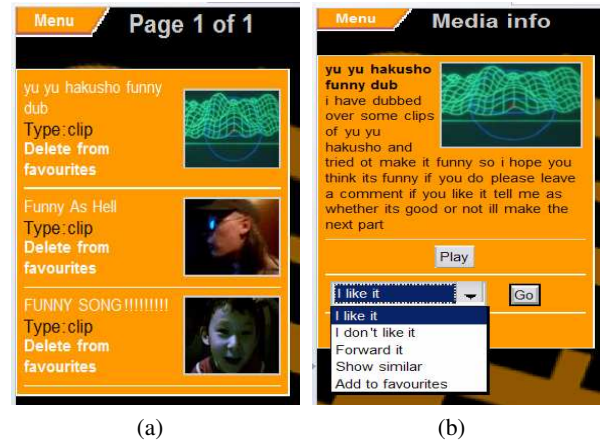 Menu
Page 1 of 1
yu yu hakusho funny
dub
Type:clip
Delete from
favourites
Funny As Hell
Type:clip
Delete from
favourites
FUNNY SONG!!!!!!!!!
Type:clip
Delete from
favourites
(a)
Menu
Media info
yu yu hakusho
funny dub
i have dubbed
over some clips
of yu yu
hakusho and
tried ot make it funny so i hope you
think its funny if you do please leave
a comment if you like it tell me as
whether its good or not ill make the
next part
Play
I like it
Go
I like it
I don't like it
Forward it
Show similar
Add to favourites
(b)